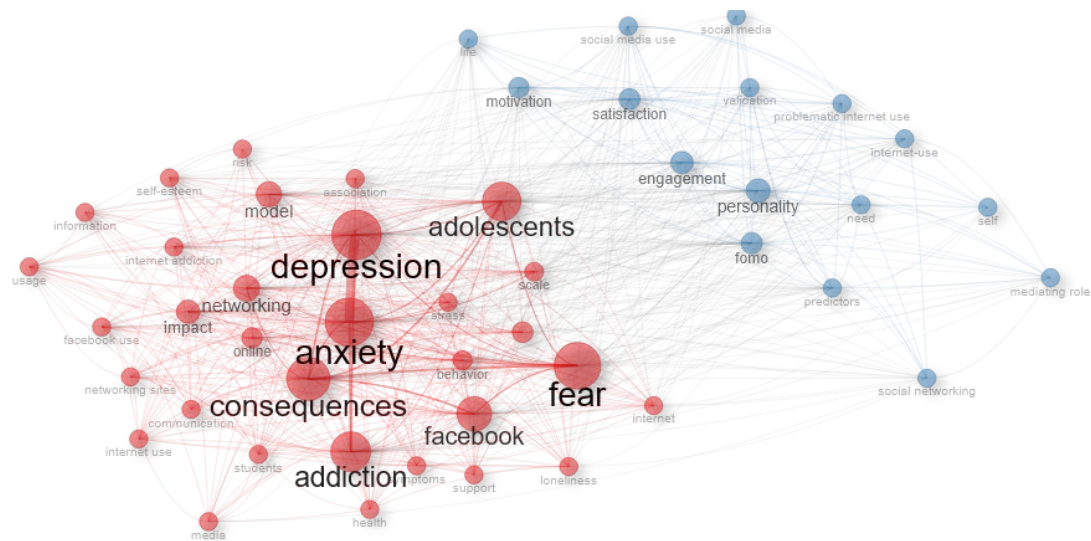 social media
social media use
life
motivation
satisfaction
validation
problematic internet use
internet-use
risk
engagement
self-esteem
association
model
personality
need
self
information
adolescents
internet addiction
fomo
depression
usage
scale
mediating role
networking
predictors
stress
impact
facebook use
online
anxiety
behavior
networking sites
fear
social networking
consequences
communication
internet
facebook
internet use
students
addiction
symptoms
support
loneliness
health
media